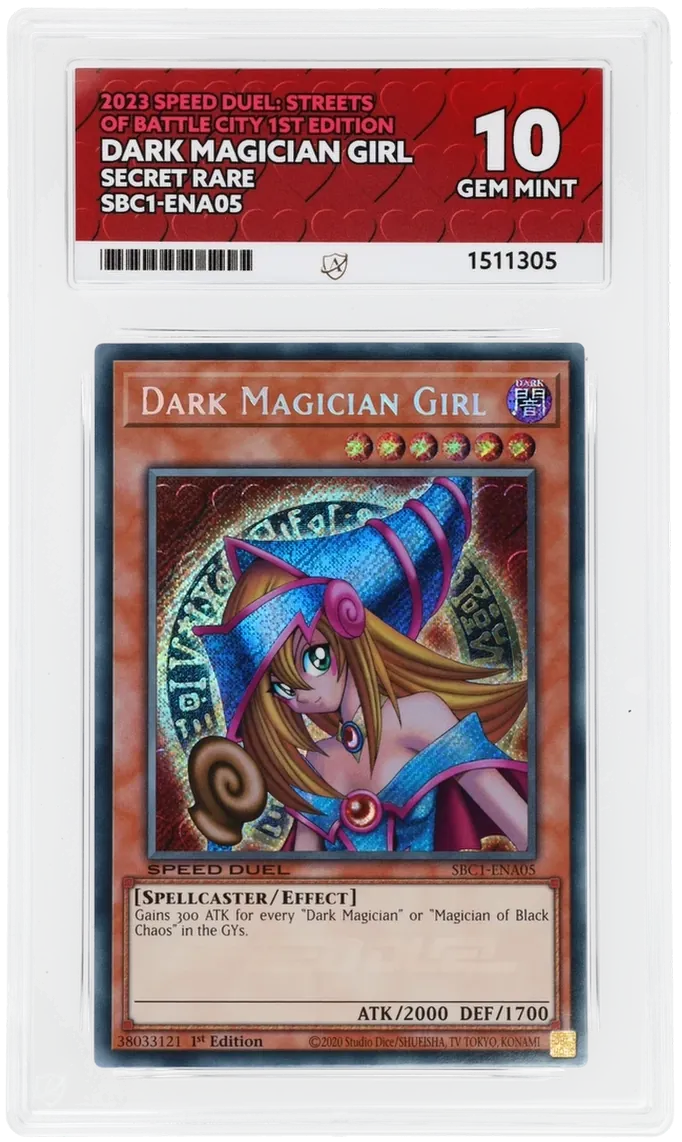 2023 SPEED DUEL: STREETS
OF BATTLE CITY 1ST EDITION
DARK MAGICIAN GIRL
SECRET RARE
SBC1-ENA05
10
GEM MINT
1511305
DARK MAGICIAN GIRL
DARK
闇
SPEED DUEL
SBC1-ENA05
[SPELLCASTER/EFFECT]
Gains 300 ATK for every "Dark Magician" or "Magician of Black
Chaos" in the GYs.
ATK/2000 DEF/1700
38033121 1st Edition
©2020 Studio Dice/SHUEISHA, TV TOKYO, KONAMI